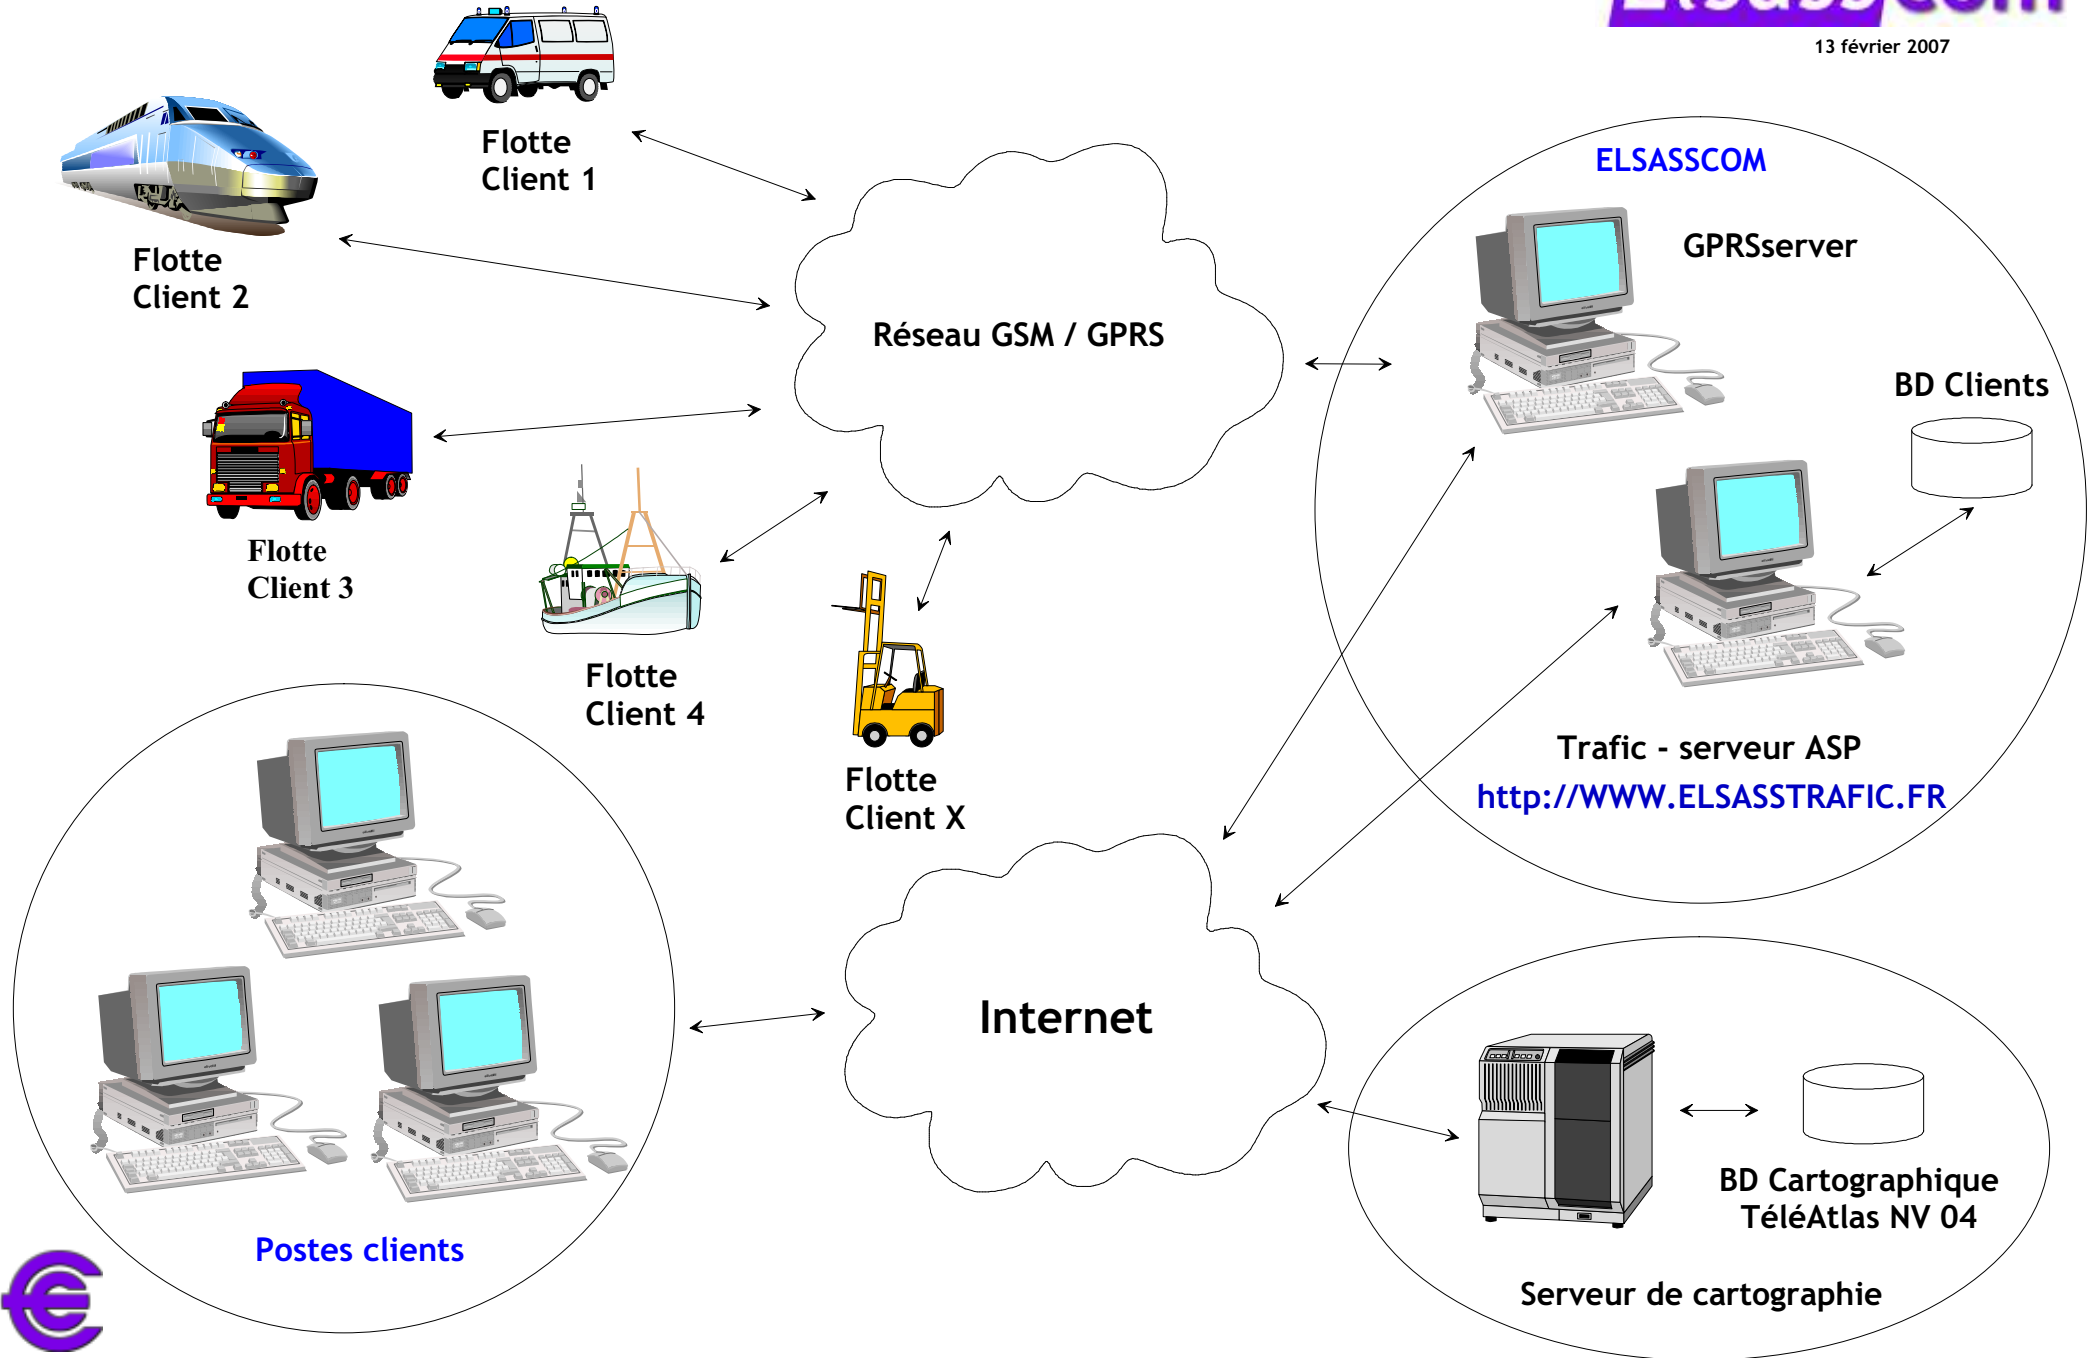 Elsass Com
13 février 2007
Flotte
Client 1
Flotte
Client 2
Flotte
Client 3
Flotte
Client 4
Flotte
Client X
Réseau GSM / GPRS
ELSASSCOM
GPRSserver
BD Clients
Trafic - serveur ASP
http://WWW.ELSASSTRAFIC.FR
Internet
Postes clients
BD Cartographique
TéléAtlas NV 04
Serveur de cartographie